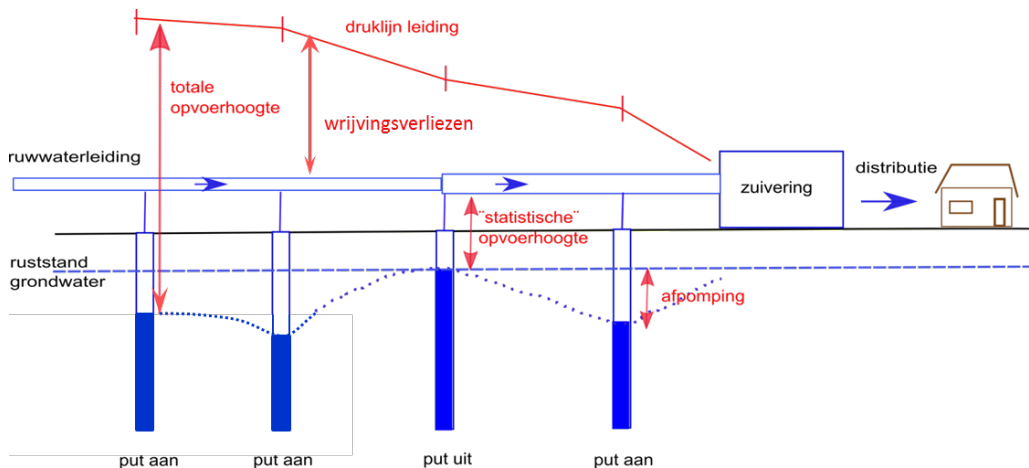 druklijn leiding
totale
opvoerhoogte
wrijvingsverliezen
ruwwaterleiding
zuivering
distributie
"statistische"
opvoerhoogte
ruststand
grondwater
afpomping
put aan
put aan
put uit
put aan